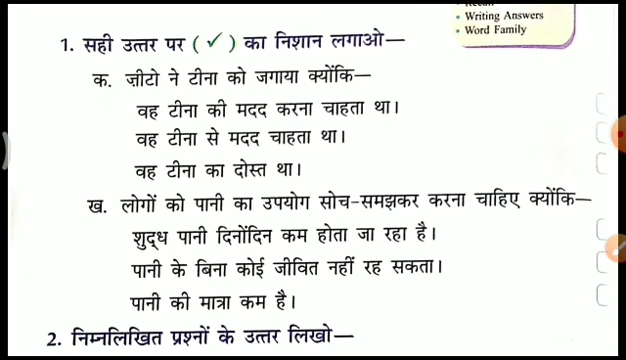 • Writing Answers
• Word Family
1. सही उत्तर पर ( ✓ ) का निशान लगाओ—
क. ज़ीटो ने टीना को जगाया क्योंकि—
वह टीना की मदद करना चाहता था।
वह टीना से मदद चाहता था।
वह टीना का दोस्त था।
ख. लोगों को पानी का उपयोग सोच-समझकर करना चाहिए क्योंकि—
शुद्ध पानी दिनोंदिन कम होता जा रहा है।
पानी के बिना कोई जीवित नहीं रह सकता।
पानी की मात्रा कम है।
2. निम्नलिखित प्रश्नों के उत्तर लिखो—